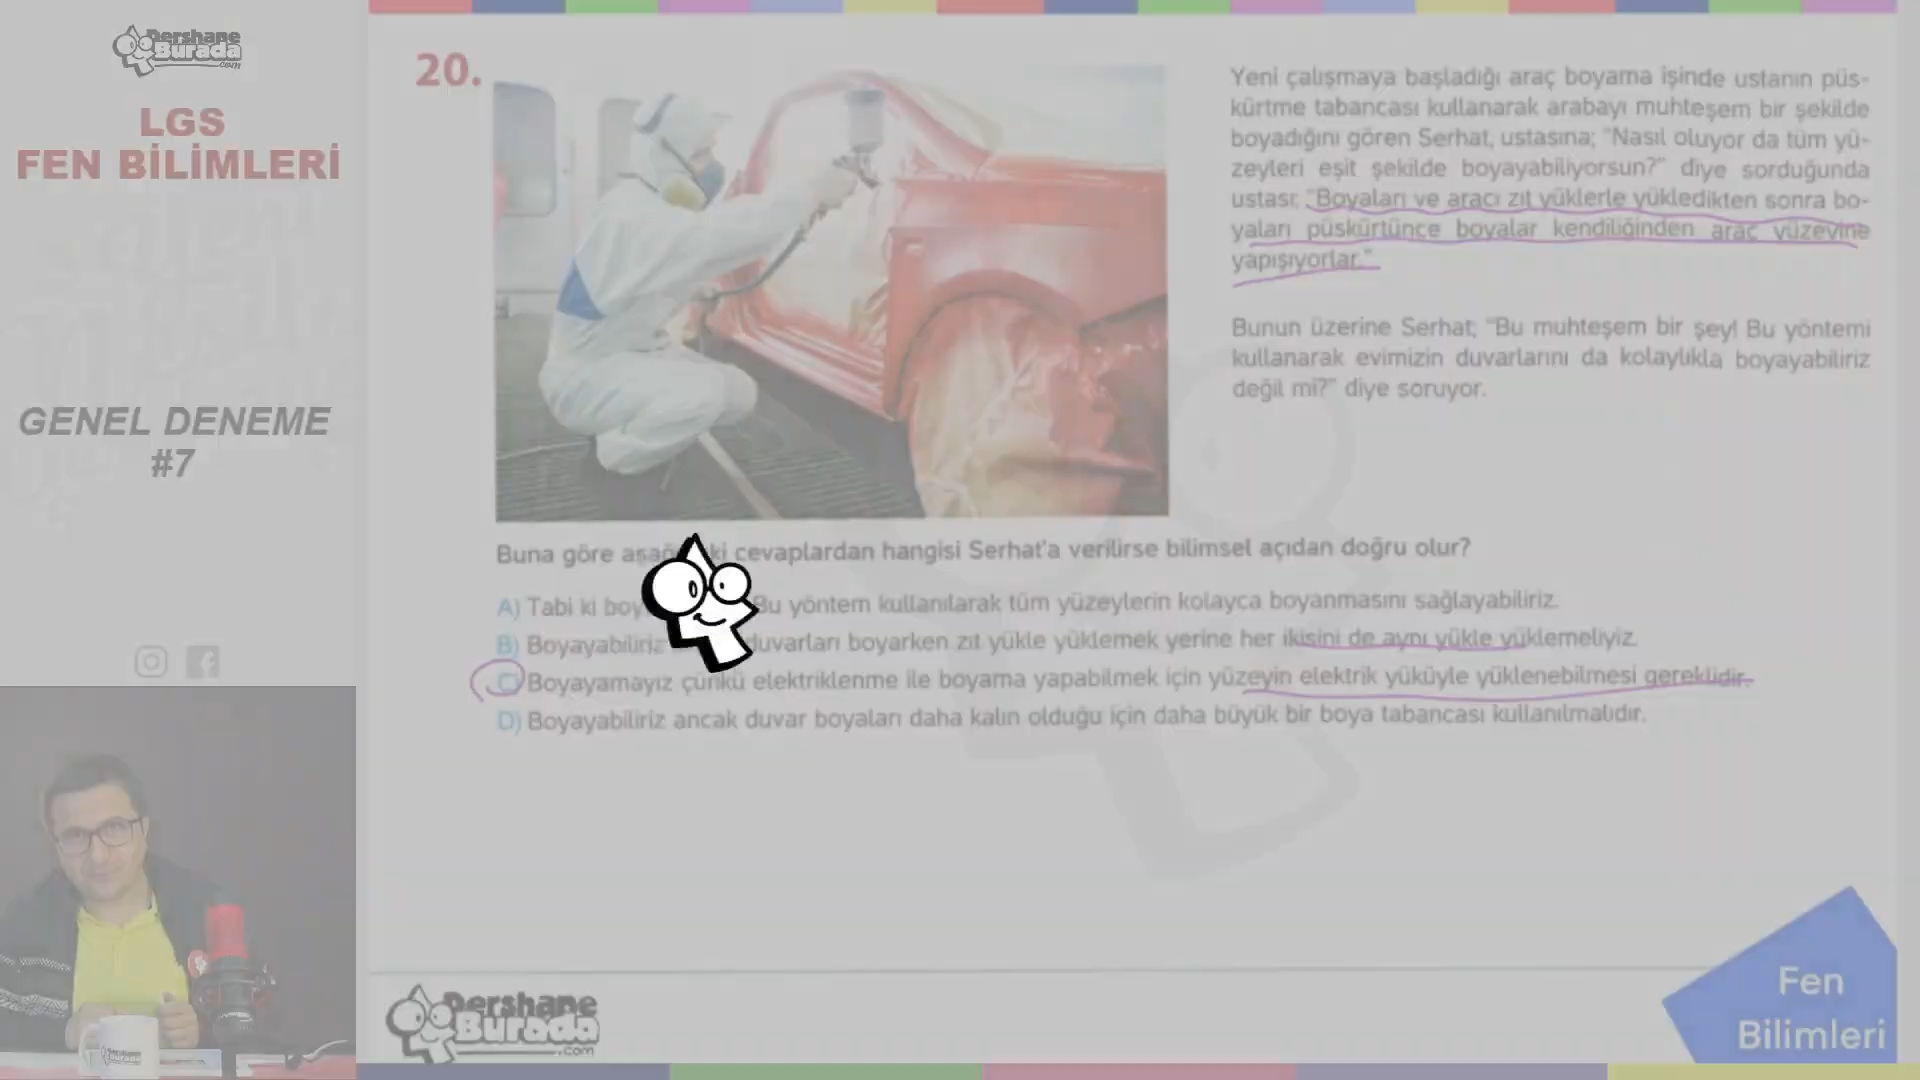 Dershane
Burada
.com
LGS
FEN BİLİMLERİ
GENEL DENEME
#7
20.
Yeni çalışmaya başladığı araç boyama işinde ustanın püs-
kürtme tabancası kullanarak arabayı muhteşem bir şekilde
boyadığını gören Serhat, ustasına; "Nasıl oluyor da tüm yü-
zeyleri eşit şekilde boyayabiliyorsun?" diye sorduğunda
ustası; "Boyaları ve aracı zıt yüklerle yükledikten sonra bo-
yaları püskürtünce boyalar kendiliğinden araç yüzeyine
yapışıyorlar."
Bunun üzerine Serhat; "Bu muhteşem bir şey! Bu yöntemi
kullanarak evimizin duvarlarını da kolaylıkla boyayabiliriz
değil mi?" diye soruyor.
Buna göre cevaplardan hangisi Serhat'a verilirse bilimsel açıdan doğru olur?
A) Tabi ki Bu yöntem kullanılarak tüm yüzeylerin kolayca boyanmasını sağlayabiliriz.
B) Boyayabiliriz duvarları boyarken zıt yükle yüklemek yerine her ikisini de aynı yükle yüklemeliyiz.
C) Boyayamayız çünkü elektriklenme ile boyama yapabilmek için yüzeyin elektrik yüküyle yüklenebilmesi gereklidir.
D) Boyayabiliriz ancak duvar boyaları daha kalın olduğu için daha büyük bir boya tabancası kullanılmalıdır.
Dershane
Burada
.com
Fen
Bilimleri